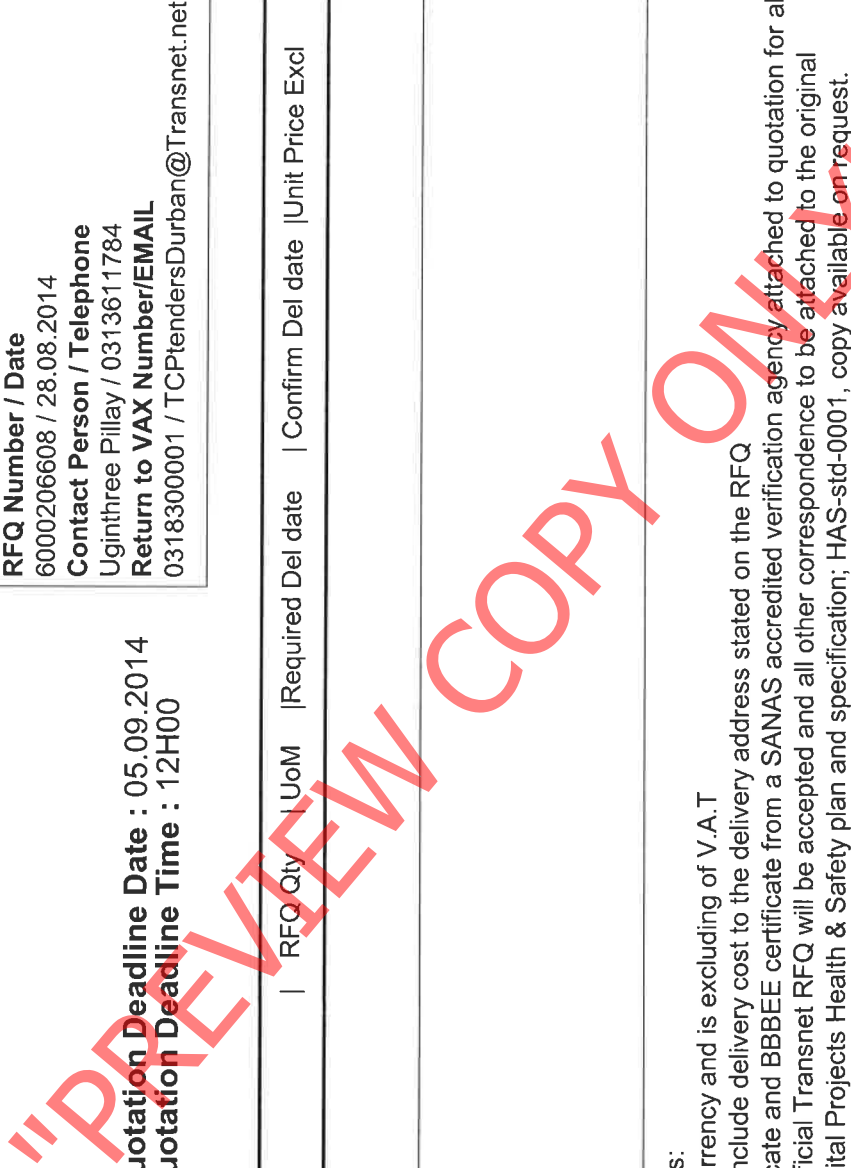 RFQ Number / Date
6000206608 / 28.08.2014
Contact Person / Telephone
Uginthree Pillay / 0313611784
Return to VAX Number/EMAIL
0318300001 / TCPtendersDurban@Transnet.net
uotation Deadline Date : 05.09.2014
uotation Deadline Time : 12H00
| RFQ Qty | UoM |Required Del date | Confirm Del date |Unit Price Excl
s:
rrency and is excluding of V.A.T
nclude delivery cost to the delivery address stated on the RFQ
cate and BBBEE certificate from a SANAS accredited verification agency attached to quotation for al
ficial Transnet RFQ will be accepted and all other correspondence to be attached to the original
ital Projects Health & Safety plan and specification; HAS-std-0001, copy available on request.
"PREVIEW COPY ONLY